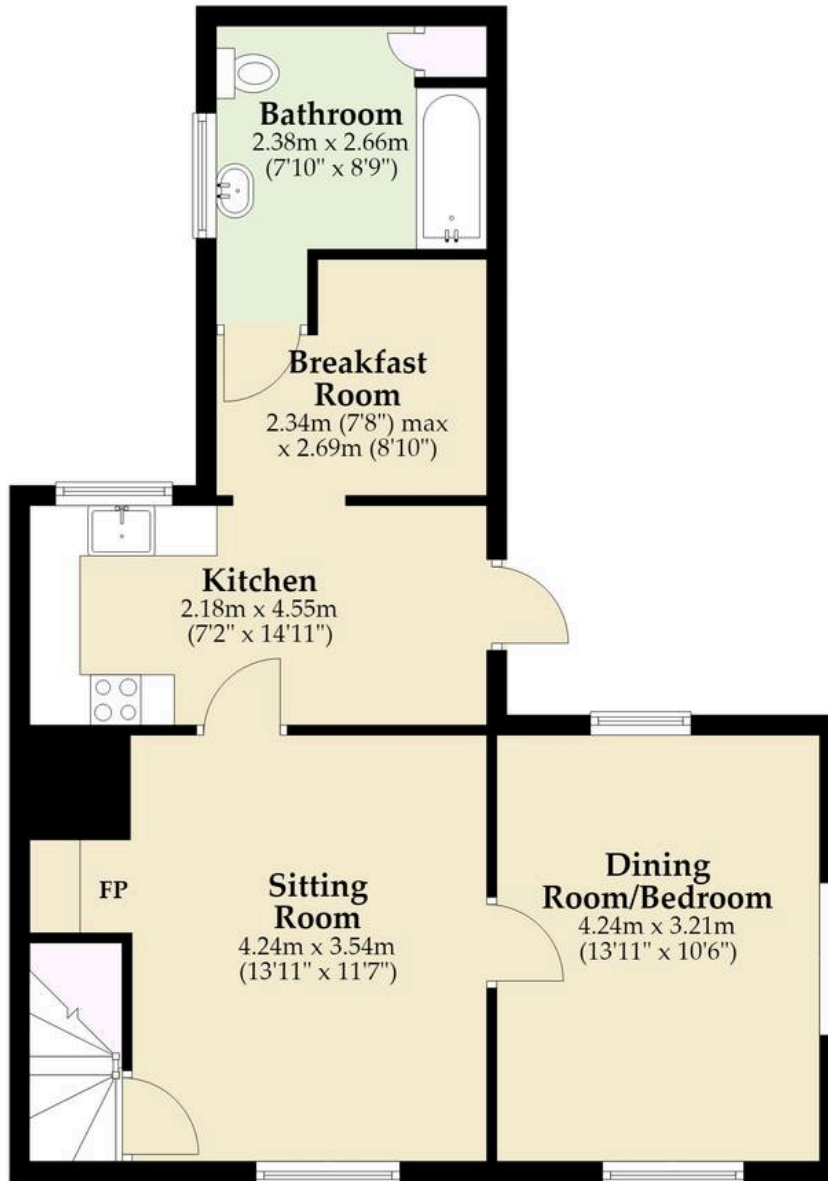 Bathroom
2.38m x 2.66m
(7'10" x 8'9")
Breakfast
Room
2.34m (7'8") max
x 2.69m (8'10")
Kitchen
2.18m x 4.55m
(7'2" x 14'11")
FP
Sitting
Room
4.24m x 3.54m
(13'11" x 11'7")
Dining
Room/Bedroom
4.24m x 3.21m
(13'11" x 10'6")